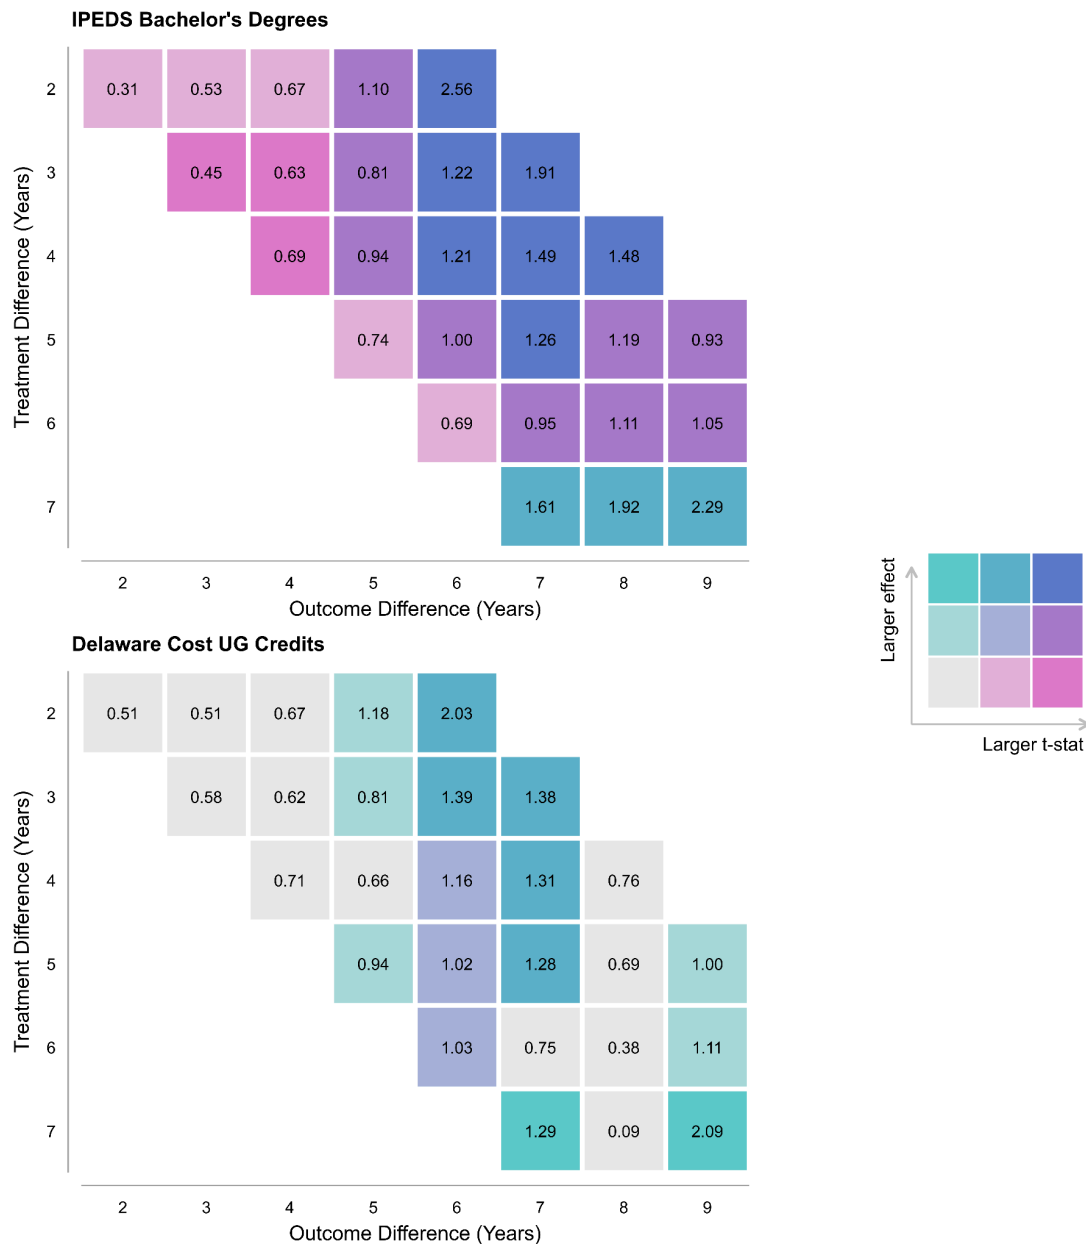 IPEDS Bachelor's Degrees
Treatment Difference (Years)
2 0.31 0.53 0.67 1.10 2.56
3 0.45 0.63 0.81 1.22 1.91
4 0.69 0.94 1.21 1.49 1.48
5 0.74 1.00 1.26 1.19 0.93
6 0.69 0.95 1.11 1.05
7 1.61 1.92 2.29
2 3 4 5 6 7 8 9
Outcome Difference (Years)
Larger effect
Larger t-stat
Delaware Cost UG Credits
Treatment Difference (Years)
2 0.51 0.51 0.67 1.18 2.03
3 0.58 0.62 0.81 1.39 1.38
4 0.71 0.66 1.16 1.31 0.76
5 0.94 1.02 1.28 0.69 1.00
6 1.03 0.75 0.38 1.11
7 1.29 0.09 2.09
2 3 4 5 6 7 8 9
Outcome Difference (Years)